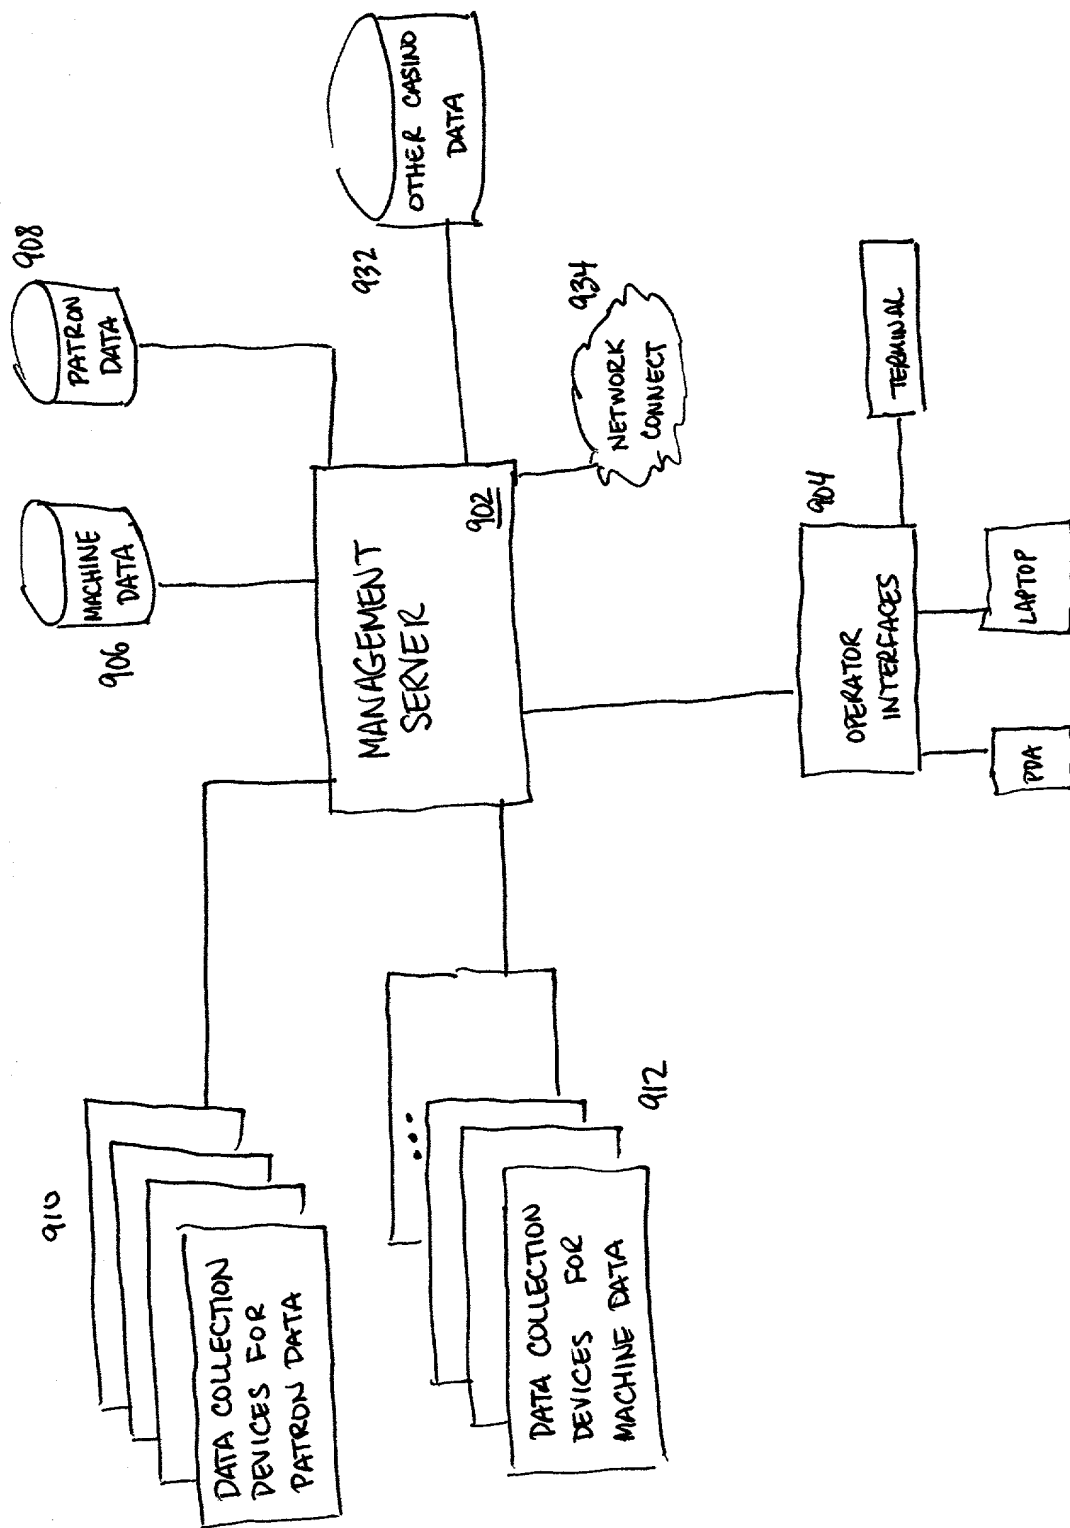 910
DATA COLLECTION
DEVICES FOR
PATRON DATA
906
MACHINE
DATA
908
PATRON
DATA
MANAGEMENT
SERVER
902
932
OTHER CASINO
DATA
934
NETWORK
CONNECT
912
...
DATA COLLECTION
DEVICES FOR
MACHINE DATA
904
OPERATOR
INTERFACES
TERMINAL
PDA
LAPTOP